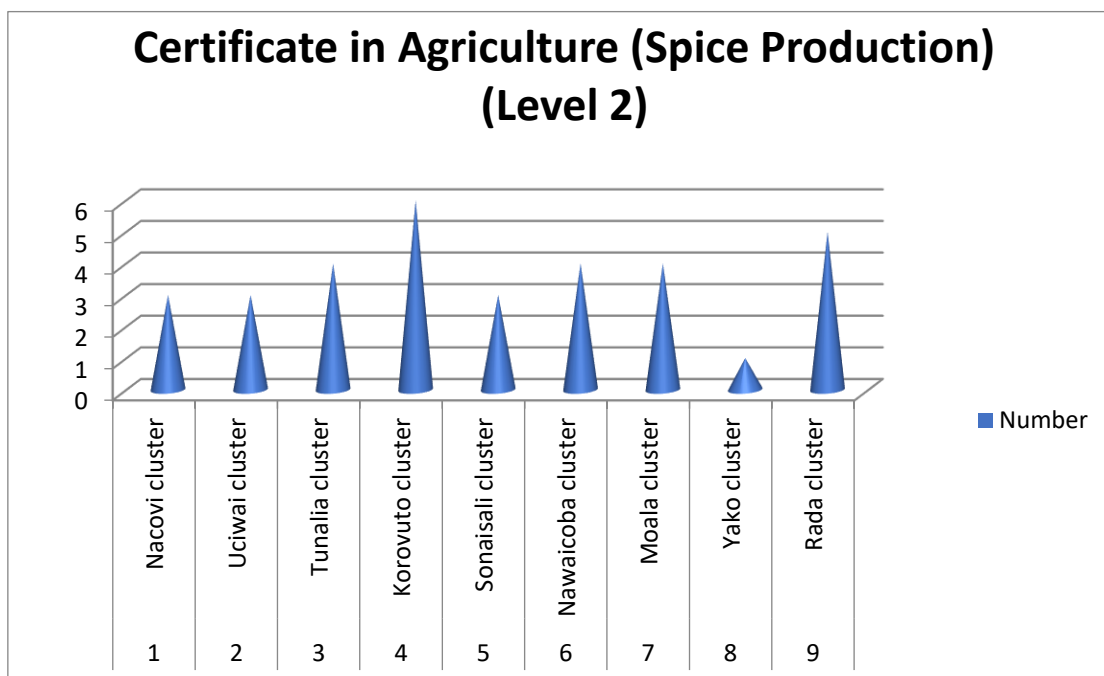 Certificate in Agriculture (Spice Production)
(Level 2)
6
5
4
3
2
1
0
Nacovi cluster
Uciwai cluster
Tunalia cluster
Korovuto cluster
Sonaisali cluster
Nawaicoba cluster
Moala cluster
Yako cluster
Rada cluster
1 2 3 4 5 6 7 8 9
Number